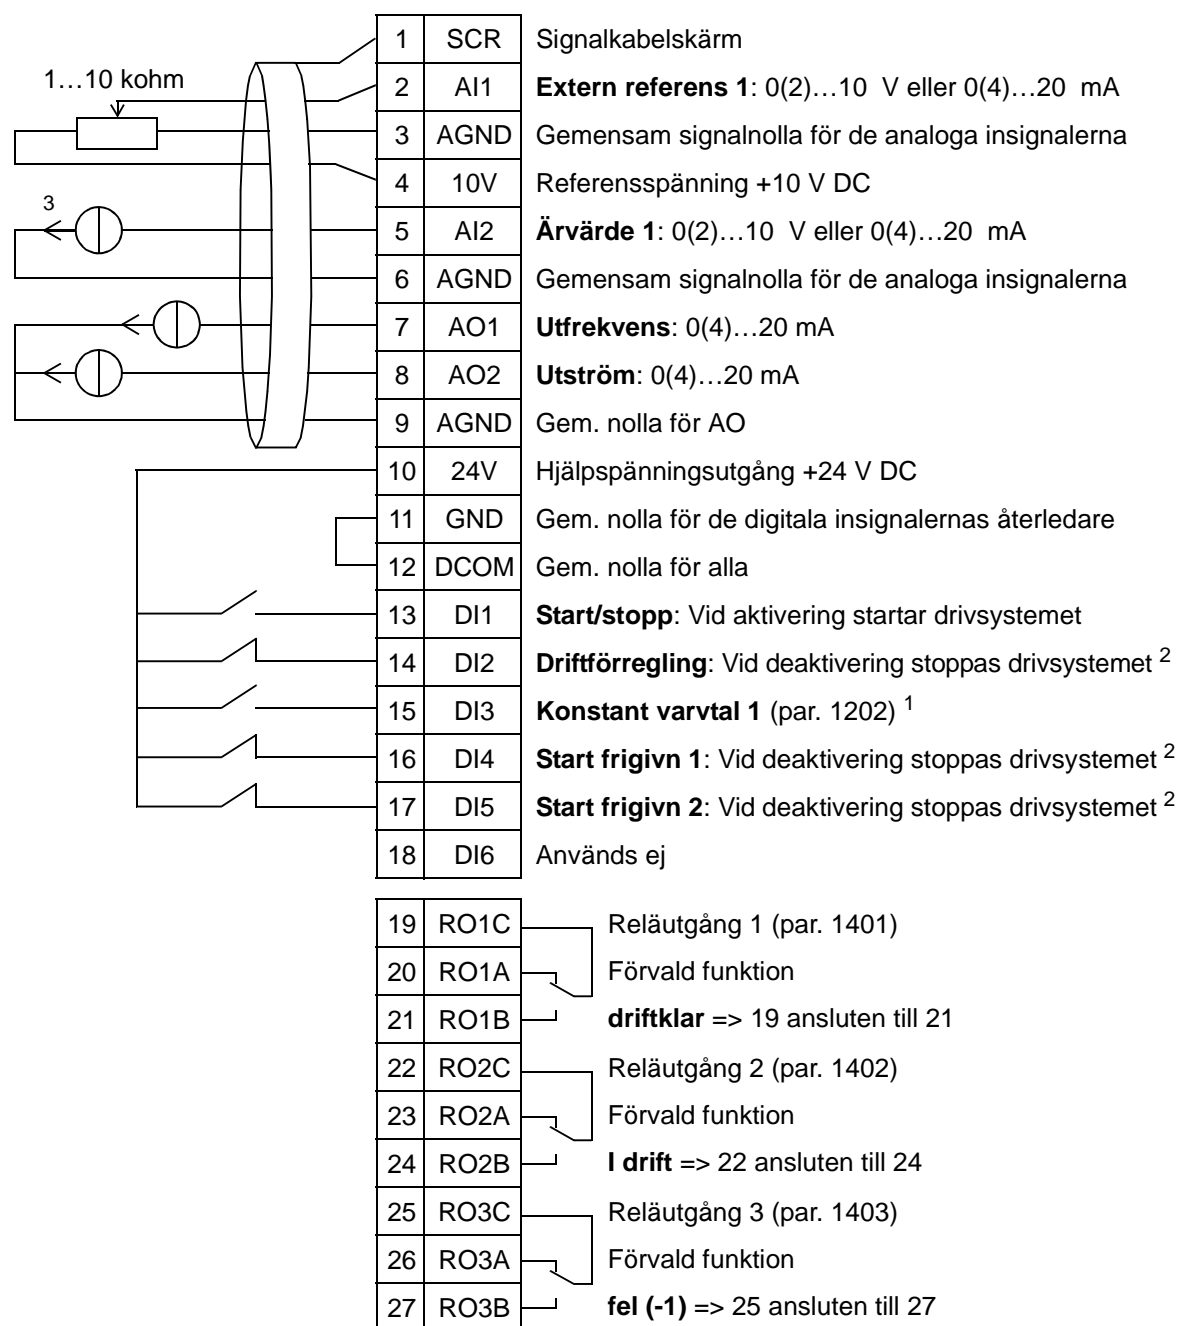 1 SCR Signalkabelskärm
1…10 kohm
2 AI1 Extern referens 1: 0(2)…10 V eller 0(4)…20 mA
3 AGND Gemensam signalnolla för de analoga insignalerna
4 10V Referensspänning +10 V DC
3
5 AI2 Ärvärde 1: 0(2)…10 V eller 0(4)…20 mA
6 AGND Gemensam signalnolla för de analoga insignalerna
7 AO1 Utfrekvens: 0(4)…20 mA
8 AO2 Utström: 0(4)…20 mA
9 AGND Gem. nolla för AO
10 24V Hjälpspänningsutgång +24 V DC
11 GND Gem. nolla för de digitala insignalernas återledare
12 DCOM Gem. nolla för alla
13 DI1 Start/stopp: Vid aktivering startar drivsystemet
14 DI2 Driftförregling: Vid deaktivering stoppas drivsystemet 2
15 DI3 Konstant varvtal 1 (par. 1202) 1
16 DI4 Start frigivn 1: Vid deaktivering stoppas drivsystemet 2
17 DI5 Start frigivn 2: Vid deaktivering stoppas drivsystemet 2
18 DI6 Används ej
19 RO1C Reläutgång 1 (par. 1401)
20 RO1A Förvald funktion
21 RO1B driftklar => 19 ansluten till 21
22 RO2C Reläutgång 2 (par. 1402)
23 RO2A Förvald funktion
24 RO2B I drift => 22 ansluten till 24
25 RO3C Reläutgång 3 (par. 1403)
26 RO3A Förvald funktion
27 RO3B fel (-1) => 25 ansluten till 27